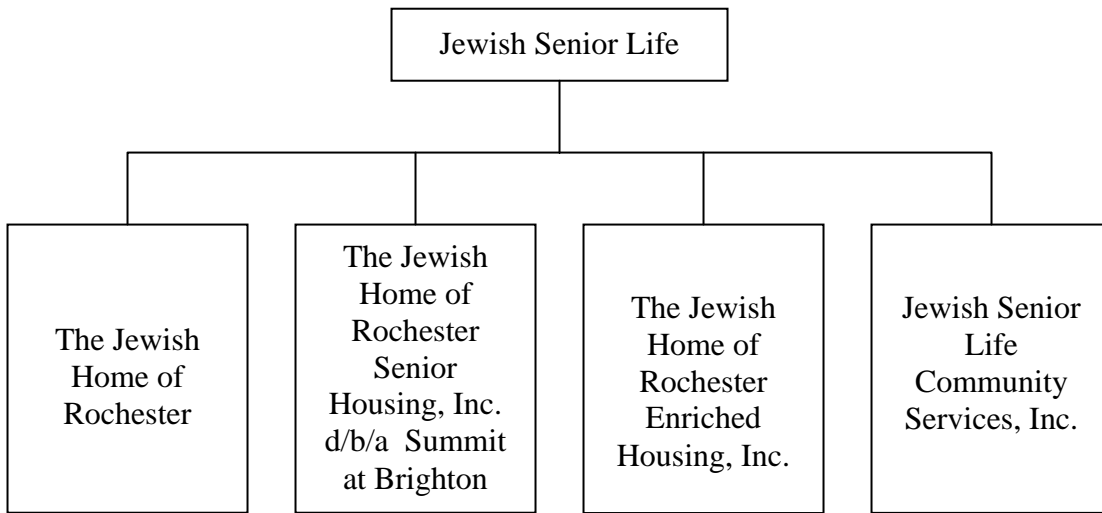 Jewish Senior Life
The Jewish
Home of
Rochester
The Jewish
Home of
Rochester
Senior
Housing, Inc.
d/b/a Summit
at Brighton
The Jewish
Home of
Rochester
Enriched
Housing, Inc.
Jewish Senior
Life
Community
Services, Inc.